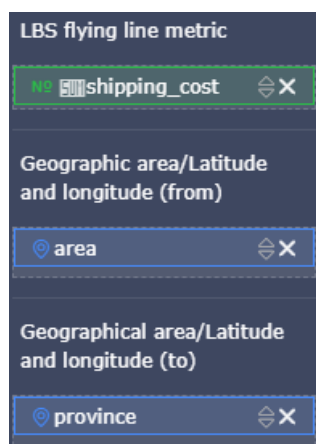 LBS flying line metric
Nº SUM shipping_cost
Geographic area/Latitude
and longitude (from)
area
Geographical area/Latitude
and longitude (to)
province